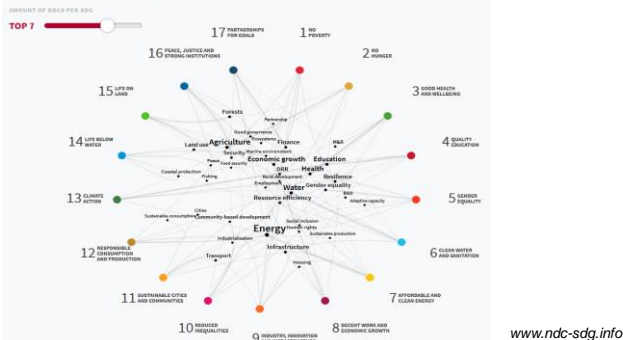 AMOUNT OF NDCS PER SDG
TOP 7
17 PARTNERSHIPS
FOR GOALS
1 NO
POVERTY
16 PEACE, JUSTICE AND
STRONG INSTITUTIONS
2 NO
HUNGER
15 LIFE ON
LAND
3 GOOD HEALTH
AND WELLBEING
14 LIFE BELOW
WATER
4 QUALITY
EDUCATION
13 CLIMATE
ACTION
5 GENDER
EQUALITY
12 RESPONSIBLE
CONSUMPTION
AND PRODUCTION
6 CLEAN WATER
AND SANITATION
11 SUSTAINABLE CITIES
AND COMMUNITIES
7 AFFORDABLE AND
CLEAN ENERGY
10 REDUCED
INEQUALITIES
9 INDUSTRY, INNOVATION
8 DECENT WORK AND
ECONOMIC GROWTH
Forests
Partnership
Good governance
Ecosystems
Land use
Agriculture
Finance
M&R
Security
Marine environment
Peace
Food security
Economic growth
Education
Coastal protection
Fishing
DRR
Health
Rural development
Resilience
Employment
Water
Gender equality
R&D
Resource efficiency
Adaptive capacity
Cities
Sustainable consumption
Community-based development
Social inclusion
Human rights
Energy
Sustainable production
Industrialisation
Infrastructure
Transport
Housing
www.ndc-sdg.info